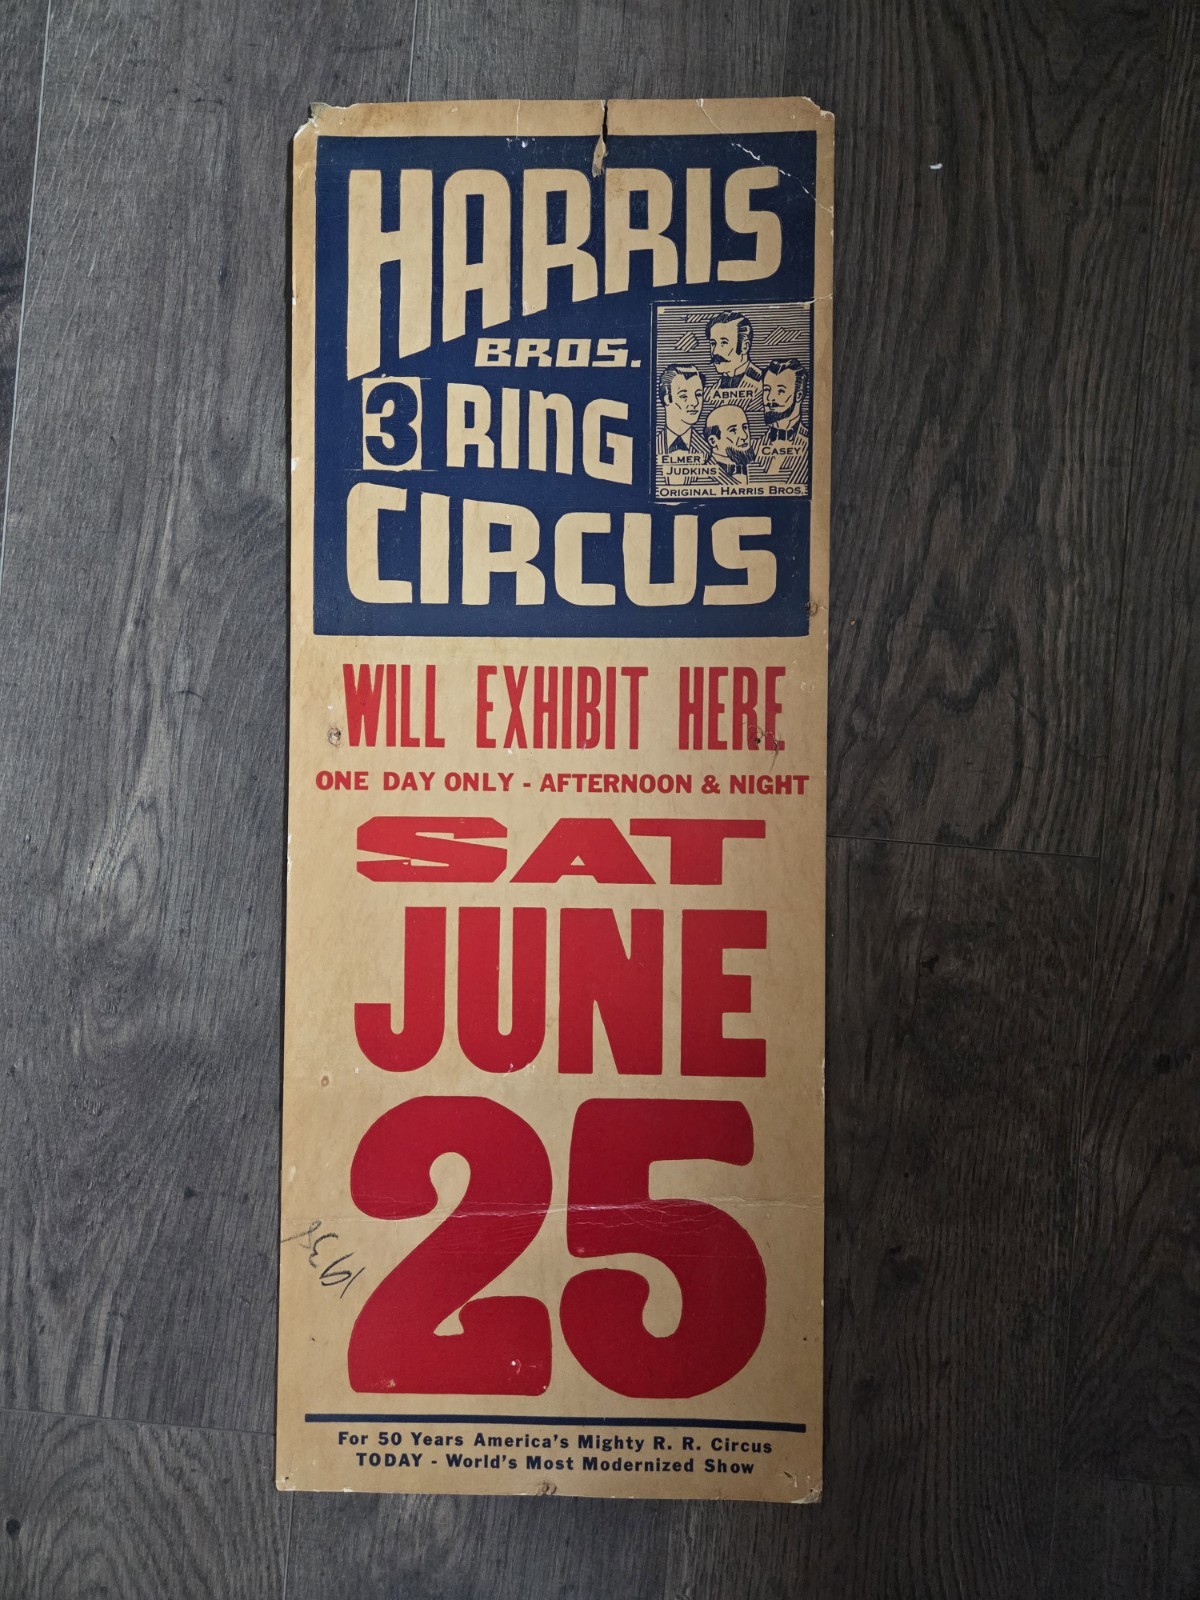 HARRIS
BROS.
3 RING
CIRCUS
ABNER
ELMER
CASEY
JUDKINS
ORIGINAL HARRIS BROS.
WILL EXHIBIT HERE
ONE DAY ONLY - AFTERNOON & NIGHT
SAT
JUNE
25
1938
For 50 Years America's Mighty R. R. Circus
TODAY - World's Most Modernized Show